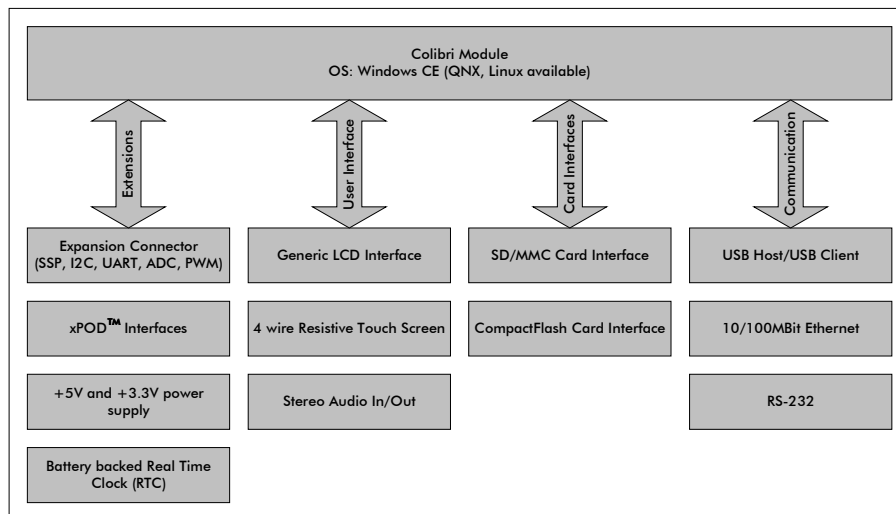 Colibri Module
OS: Windows CE (QNX, Linux available)
Extensions
User Interface
Card Interfaces
Communication
Expansion Connector
(SSP, I2C, UART, ADC, PWM)
Generic LCD Interface
SD/MMC Card Interface
USB Host/USB Client
xPOD™ Interfaces
4 wire Resistive Touch Screen
CompactFlash Card Interface
10/100MBit Ethernet
+5V and +3.3V power
supply
Stereo Audio In/Out
RS-232
Battery backed Real Time
Clock (RTC)